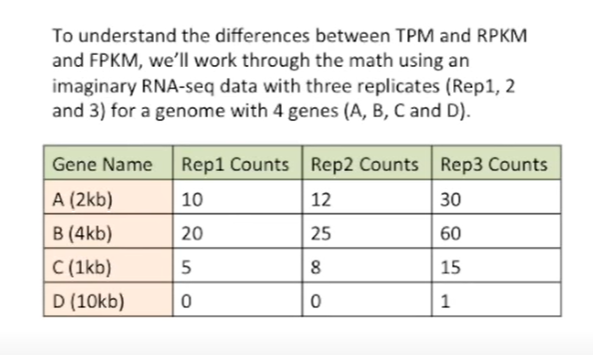 To understand the differences between TPM and RPKM
and FPKM, we'll work through the math using an
imaginary RNA-seq data with three replicates (Rep1, 2
and 3) for a genome with 4 genes (A, B, C and D).
Gene Name Rep1 Counts Rep2 Counts Rep3 Counts
A (2kb) 10 12 30
B (4kb) 20 25 60
C (1kb) 5 8 15
D (10kb) 0 0 1